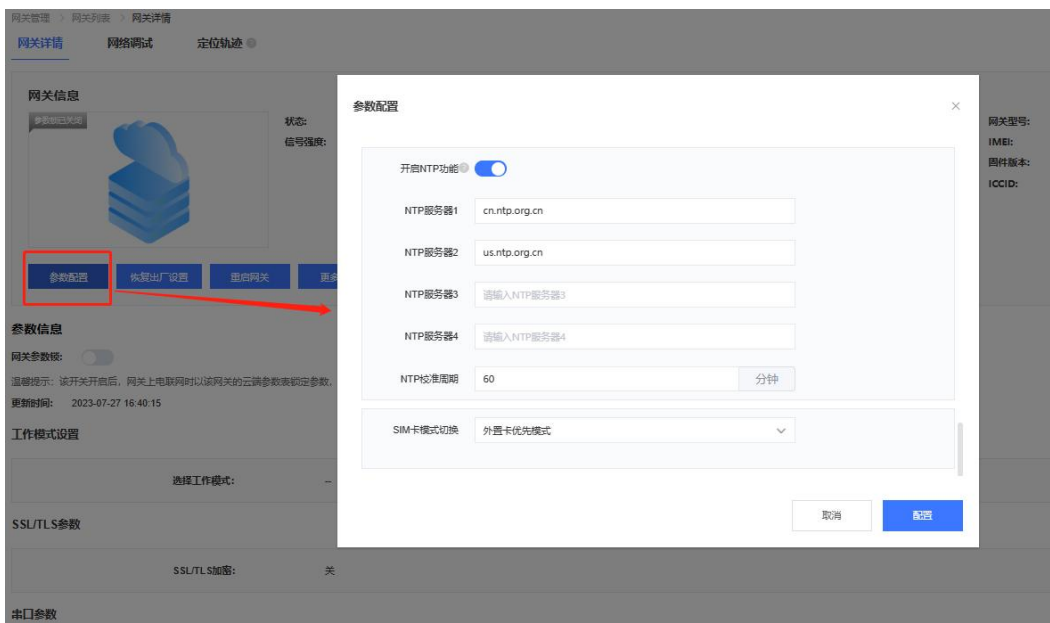 网关管理 > 网关列表 > 网关详情
网关详情 网络调试 定位轨迹
网关信息
参数锁已关闭
状态:
信号强度:
网关型号:
IMEI:
固件版本:
ICCID:
参数配置 恢复出厂设置 重启网关 更多
参数信息
网关参数锁:
温馨提示：该开关开启后，网关上电联网时以该网关的云端参数表锁定参数，
更新时间: 2023-07-27 16:40:15
工作模式设置
选择工作模式: --
SSL/TLS参数
SSL/TLS加密: 关
串口参数
参数配置
开启NTP功能
NTP服务器1 cn.ntp.org.cn
NTP服务器2 us.ntp.org.cn
NTP服务器3 请输入NTP服务器3
NTP服务器4 请输入NTP服务器4
NTP校准周期 60 分钟
SIM卡模式切换 外置卡优先模式
取消 配置